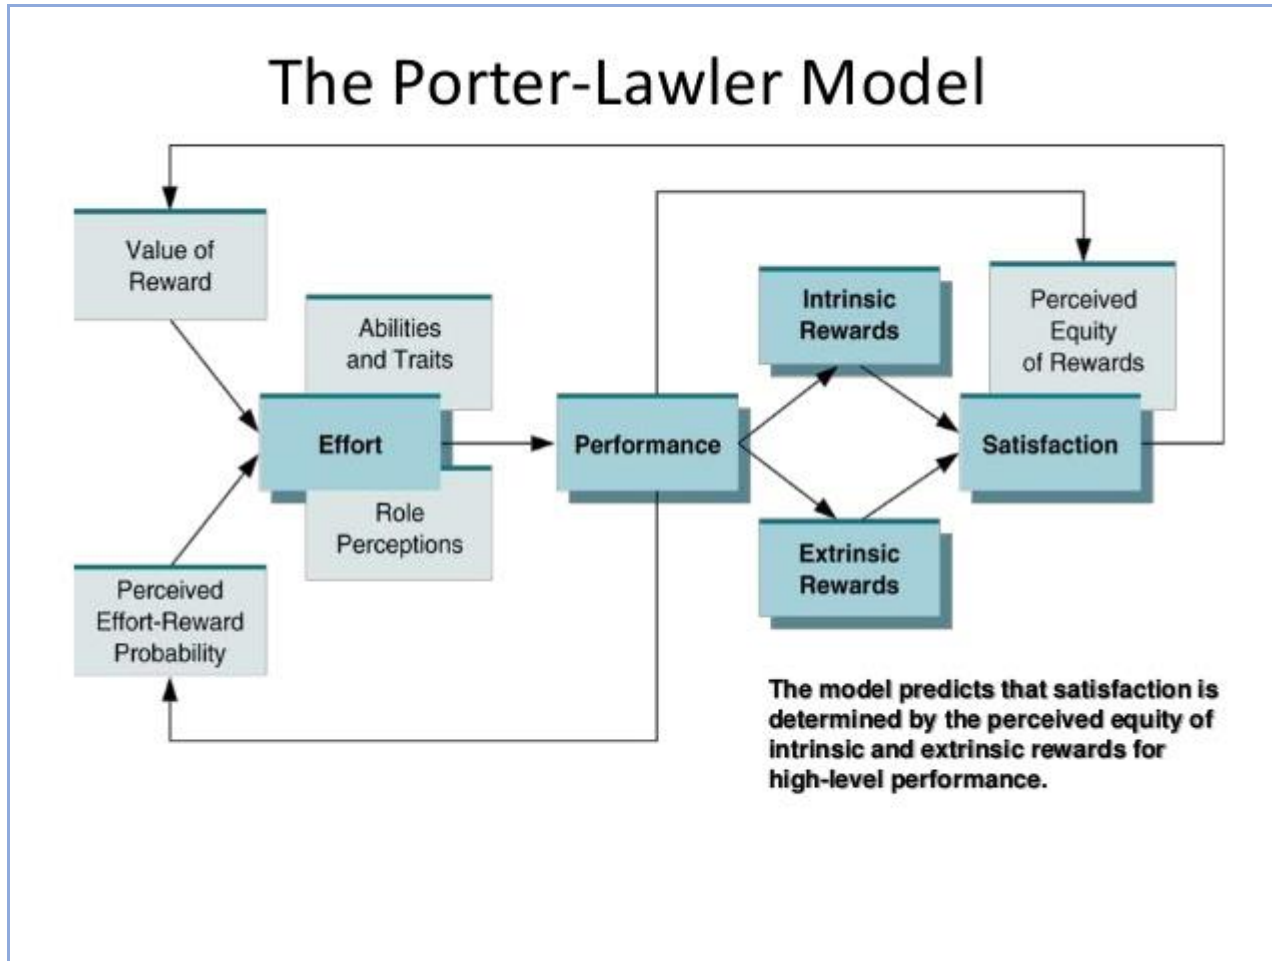 The Porter-Lawler Model
Value of
Reward
Abilities
and Traits
Effort
Role
Perceptions
Perceived
Effort-Reward
Probability
Performance
Intrinsic
Rewards
Extrinsic
Rewards
Perceived
Equity
of Rewards
Satisfaction
The model predicts that satisfaction is
determined by the perceived equity of
intrinsic and extrinsic rewards for
high-level performance.